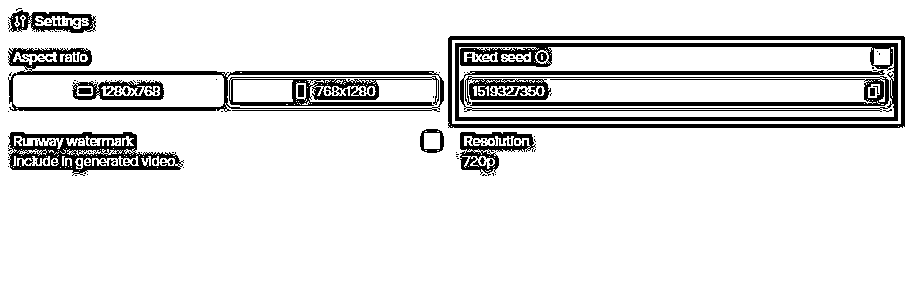 Settings
Aspect ratio
1280x768
768x1280
Fixed seed
1519327350
Runway watermark
Include in generated video.
Resolution
720p